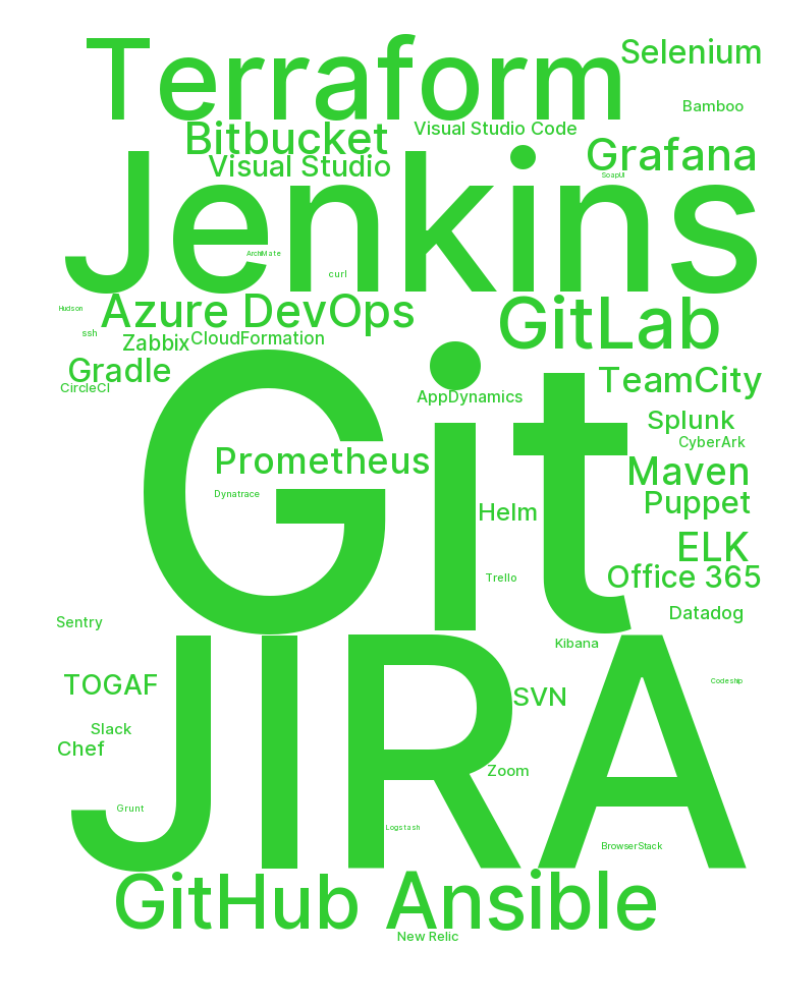 Terraform
Selenium
Bamboo
Bitbucket
Visual Studio Code
Visual Studio
Grafana
SoapUI
Jenkins
ArchiMate
curl
Hudson
Azure DevOps
GitLab
ssh
Zabbix
CloudFormation
Gradle
CircleCI
TeamCity
AppDynamics
Splunk
CyberArk
Git
Prometheus
Maven
Dynatrace
Puppet
Helm
ELK
Trello
Office 365
Datadog
Sentry
Kibana
JIRA
TOGAF
SVN
Codeship
Slack
Chef
Zoom
Grunt
Logstash
BrowserStack
GitHub
Ansible
New Relic